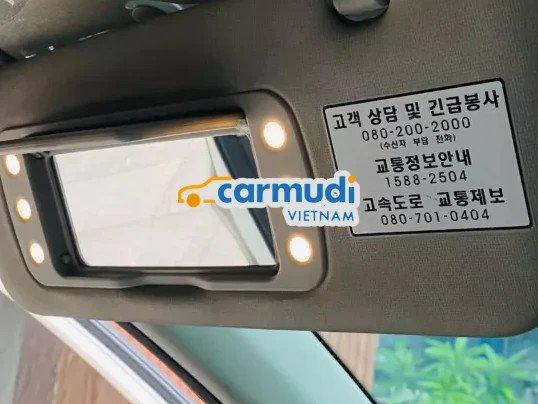 고객 상담 및 긴급봉사
080-200-2000
(수신자 부담 전화)
교통정보안내
1588-2504
고속도로 교통제보
080-701-0404
carmudi
VIETNAM